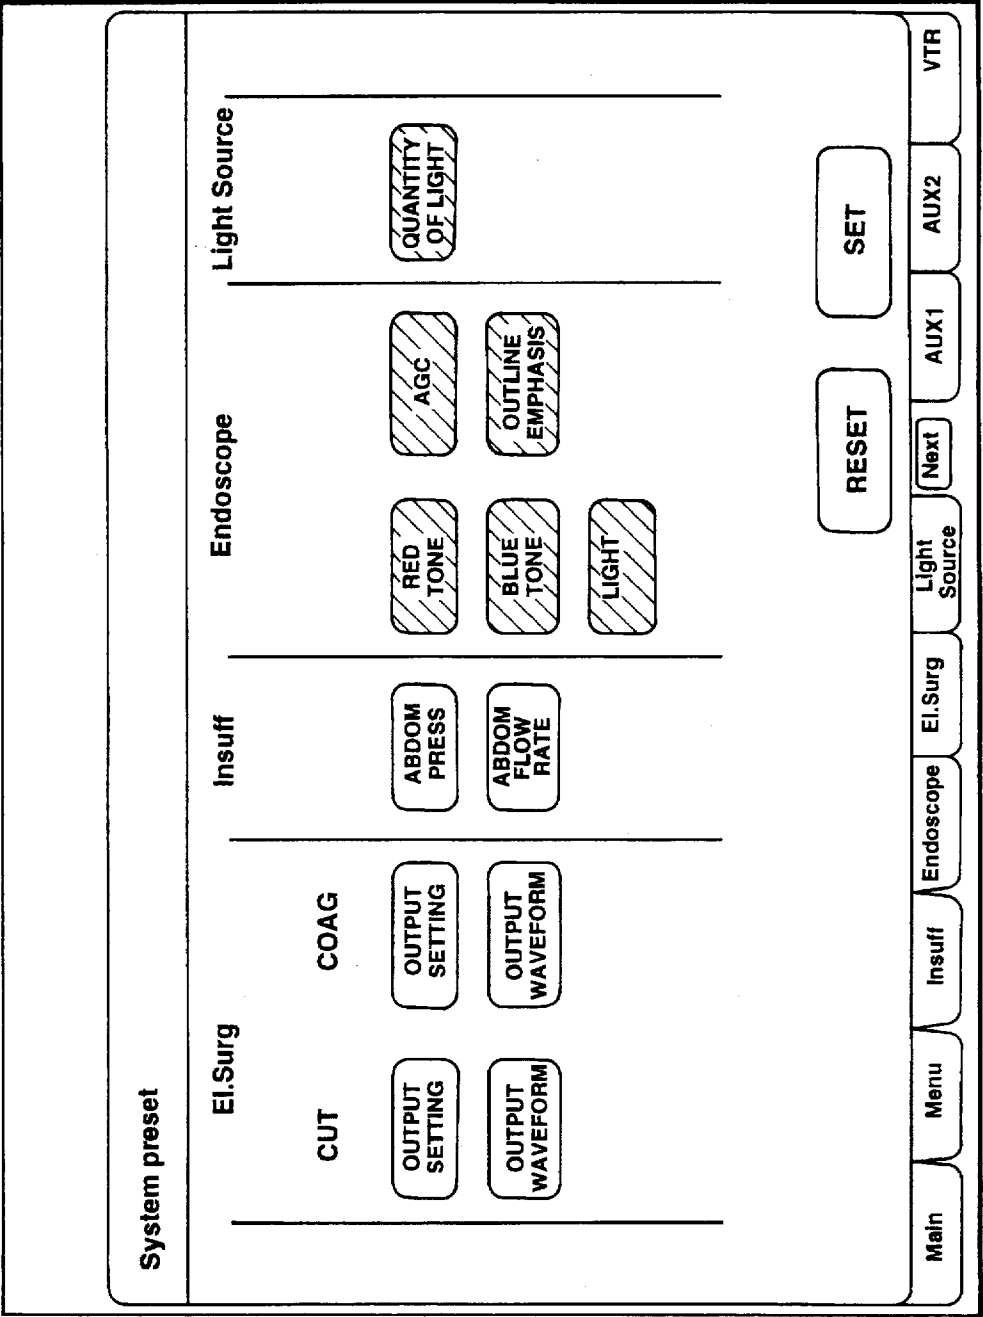 System preset
El.Surg
Insuff
Endoscope
Light Source
CUT
COAG
OUTPUT
SETTING
OUTPUT
SETTING
ABDOM
PRESS
RED
TONE
AGC
QUANTITY
OF LIGHT
OUTPUT
WAVEFORM
OUTPUT
WAVEFORM
ABDOM
FLOW
RATE
BLUE
TONE
OUTLINE
EMPHASIS
LIGHT
RESET
SET
Main
Menu
Insuff
Endoscope
El.Surg
Light
Source
Next
AUX1
AUX2
VTR